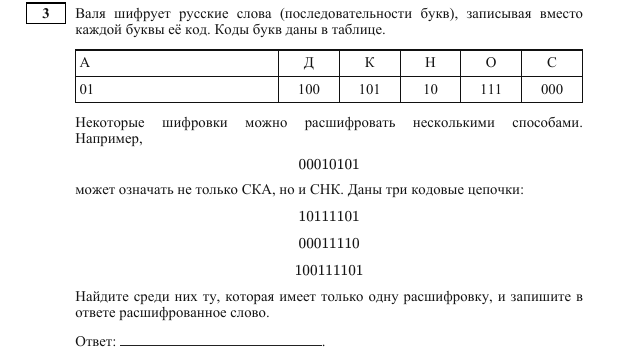 3
Валя шифрует русские слова (последовательности букв), записывая вместо
каждой буквы её код. Коды букв даны в таблице.
А Д К Н О С
01 100 101 10 111 000
Некоторые шифровки можно расшифровать несколькими способами.
Например,
00010101
может означать не только СКА, но и СНК. Даны три кодовые цепочки:
10111101
00011110
100111101
Найдите среди них ту, которая имеет только одну расшифровку, и запишите в
ответе расшифрованное слово.
Ответ: .